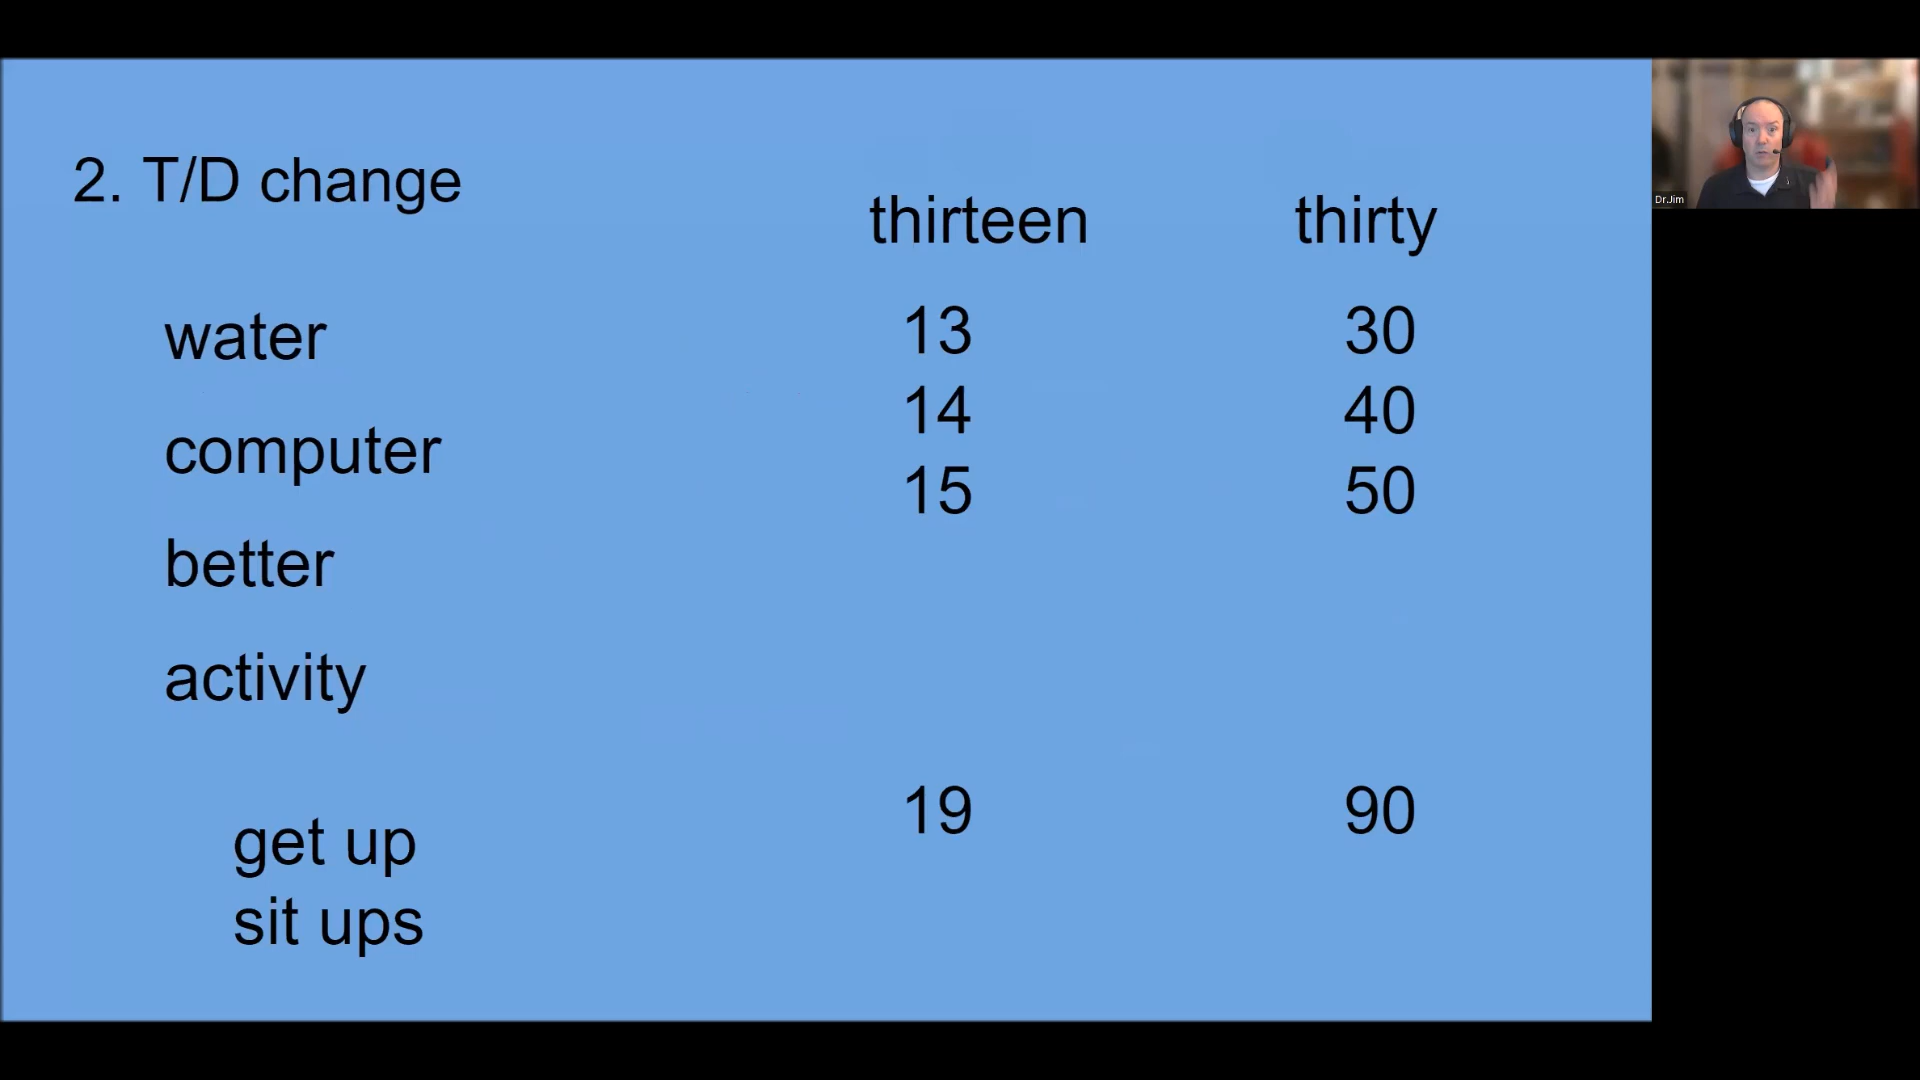 2. T/D change
thirteen thirty
water 13 30
14 40
computer
15 50
better
activity
19 90
get up
sit ups
Dr.Jim